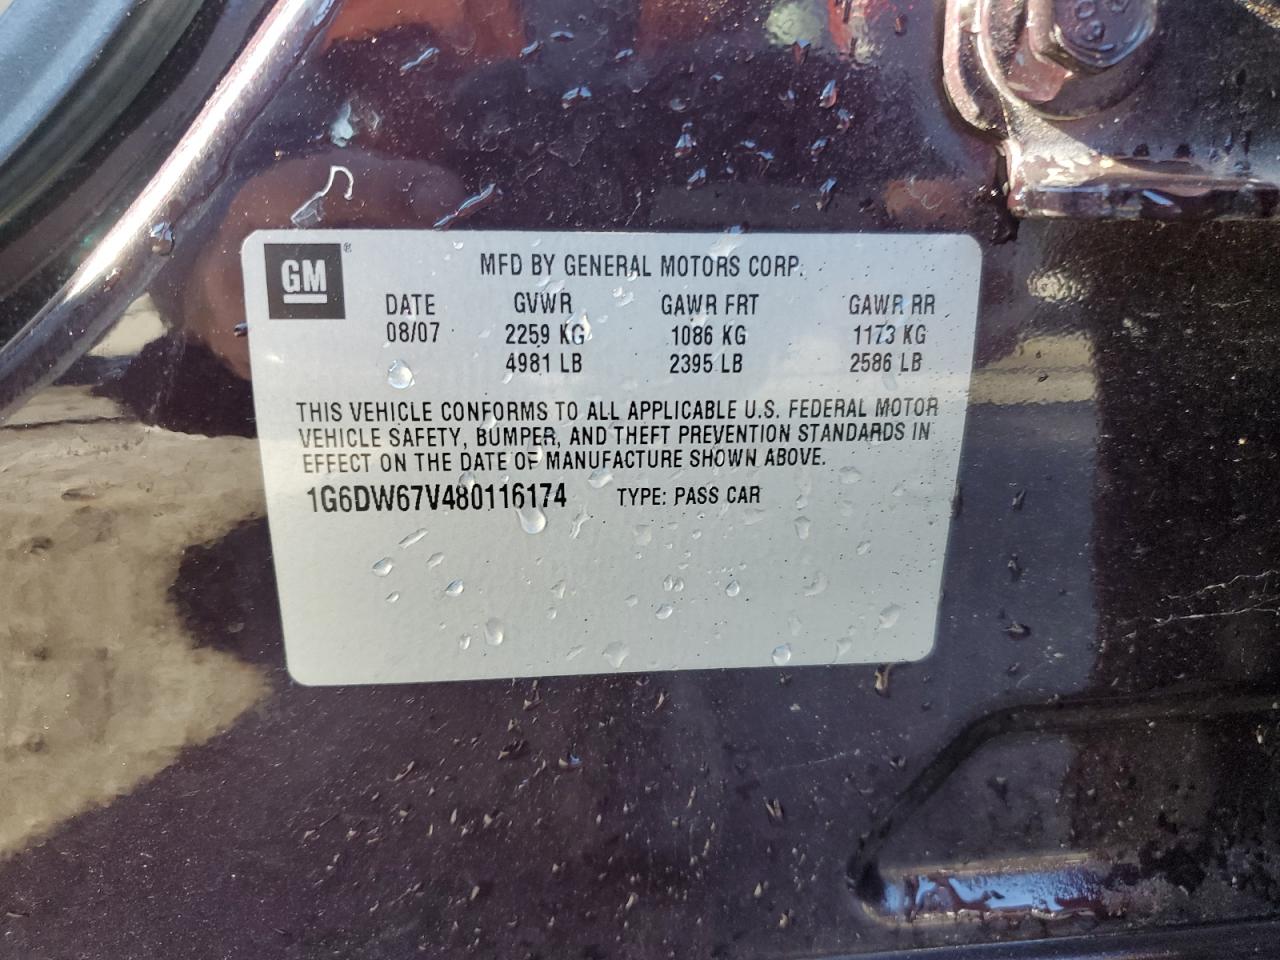 GM ®
MFD BY GENERAL MOTORS CORP.
DATE GVWR GAWR FRT GAWR RR
08/07 2259 KG 1086 KG 1173 KG
4981 LB 2395 LB 2586 LB
THIS VEHICLE CONFORMS TO ALL APPLICABLE U.S. FEDERAL MOTOR
VEHICLE SAFETY, BUMPER, AND THEFT PREVENTION STANDARDS IN
EFFECT ON THE DATE OF MANUFACTURE SHOWN ABOVE.
1G6DW67V480116174 TYPE: PASS CAR